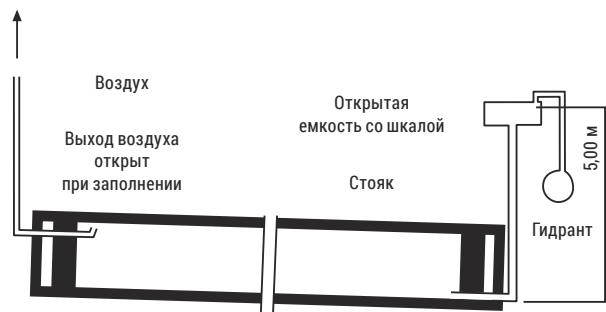 Воздух
Выход воздуха
открыт
при заполнении
Открытая
емкость со шкалой
Стояк
5,00 м
Гидрант